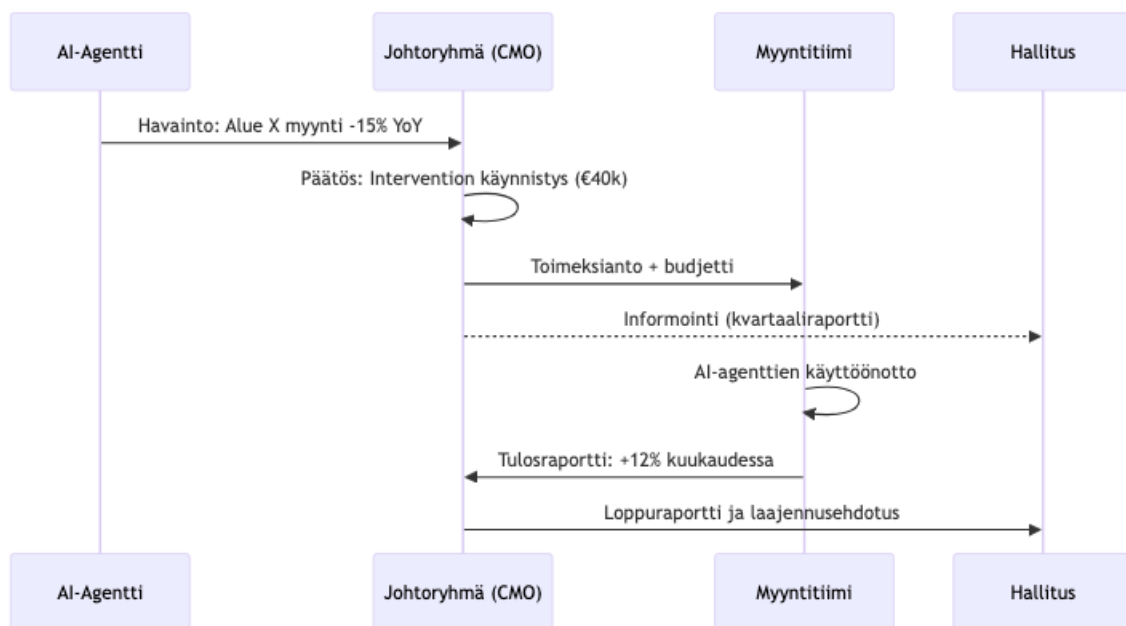 AI-Agentti
Johtoryhmä (CMO)
Myyntitiimi
Hallitus
Havainto: Alue X myynti -15% YoY
Päätös: Intervention käynnistys (€40k)
Toimeksianto + budjetti
Informointi (kvartaaliraportti)
AI-agenttien käyttöönotto
Tulosraportti: +12% kuukaudessa
Loppuraportti ja laajennusehdotus
AI-Agentti
Johtoryhmä (CMO)
Myyntitiimi
Hallitus